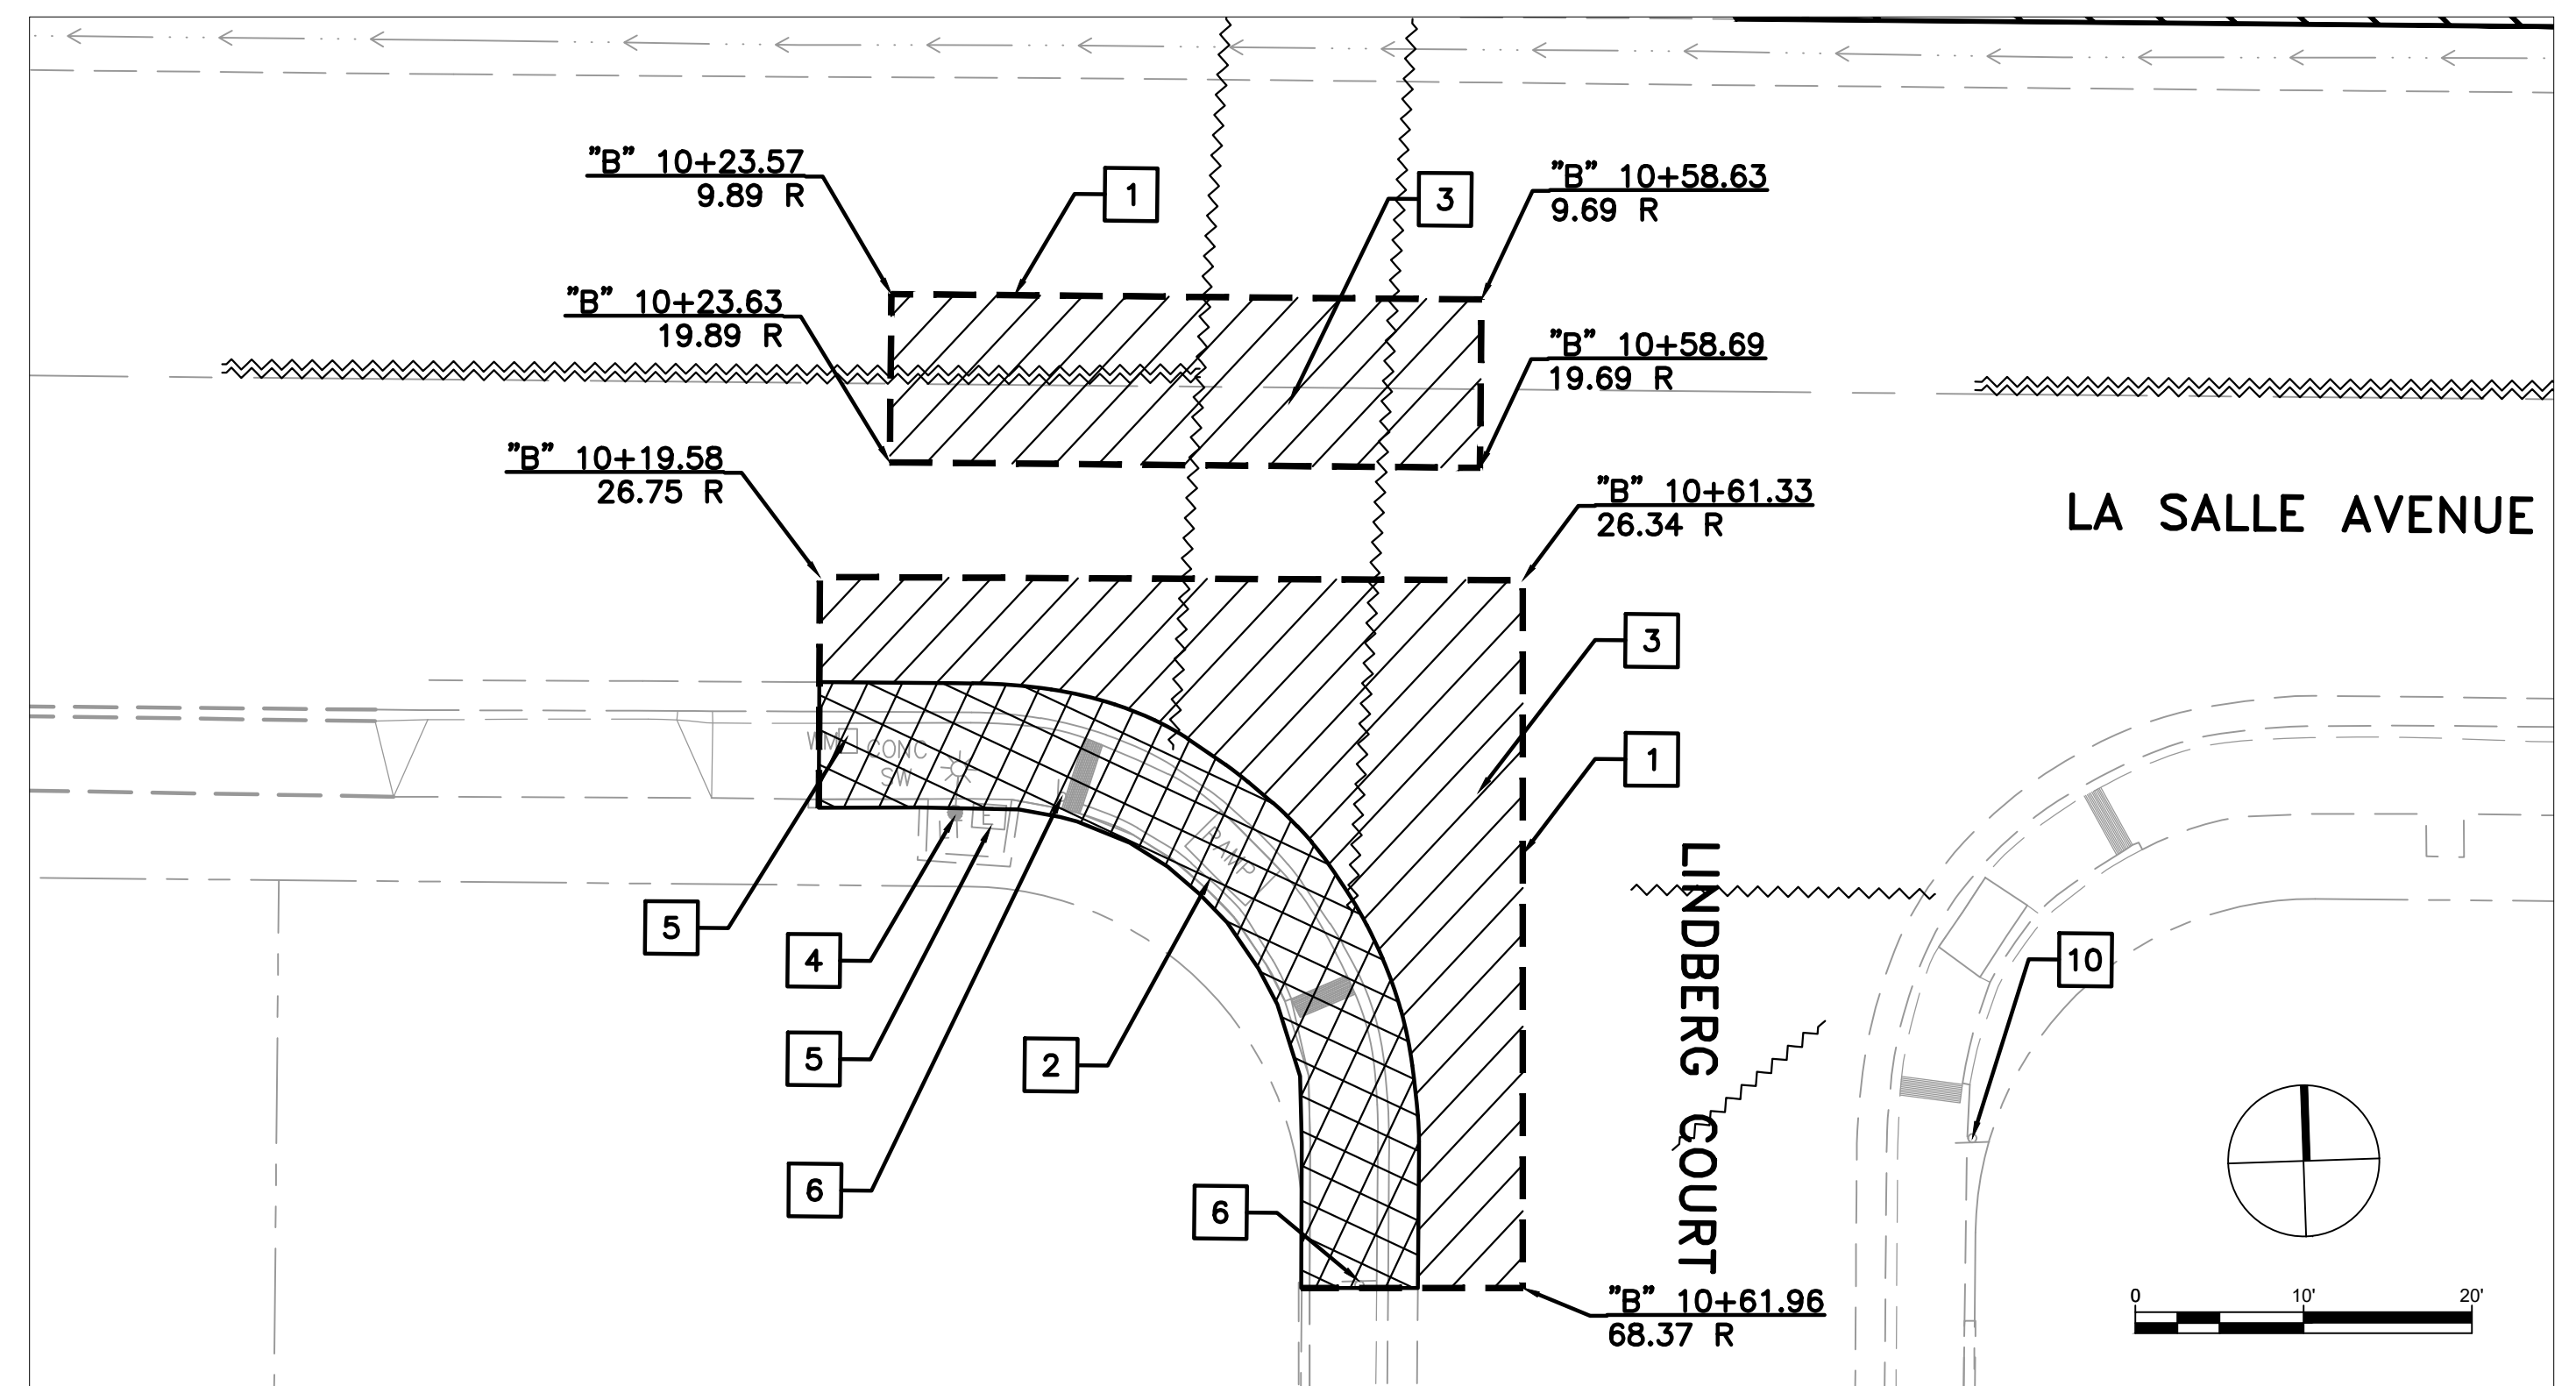 "B" 10+23.57
9.89 R
1
3
"B" 10+58.63
9.69 R
"B" 10+23.63
19.89 R
"B" 10+58.69
19.69 R
"B" 10+19.58
26.75 R
"B" 10+61.33
26.34 R
LA SALLE AVENUE
3
1
WM
CONC
SW
E
RAMP
LINDBERG COURT
5
4
10
5
2
6
6
"B" 10+61.96
68.37 R
0 10' 20'